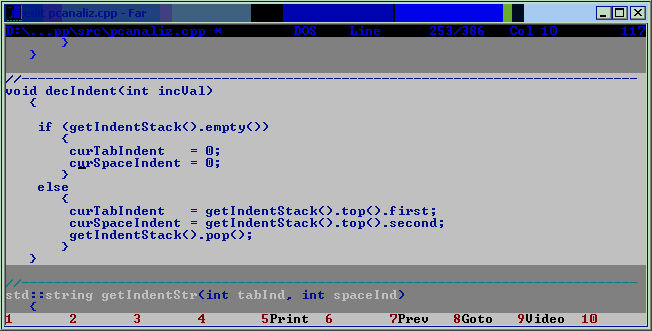 edit pcanaliz.cpp - Far
D:\...pp\src\pcanaliz.cpp * DOS Line 253/386 Col 10 117
}
}
//------------------------------------------------------------------------------
void decIndent(int incVal)
{
if (getIndentStack().empty())
{
curTabIndent = 0;
curSpaceIndent = 0;
}
else
{
curTabIndent = getIndentStack().top().first;
curSpaceIndent = getIndentStack().top().second;
getIndentStack().pop();
}
}
//------------------------------------------------------------------------------
std::string getIndentStr(int tabInd, int spaceInd)
{
1 2 3 4 5Print 6 7Prev 8Goto 9Video 10